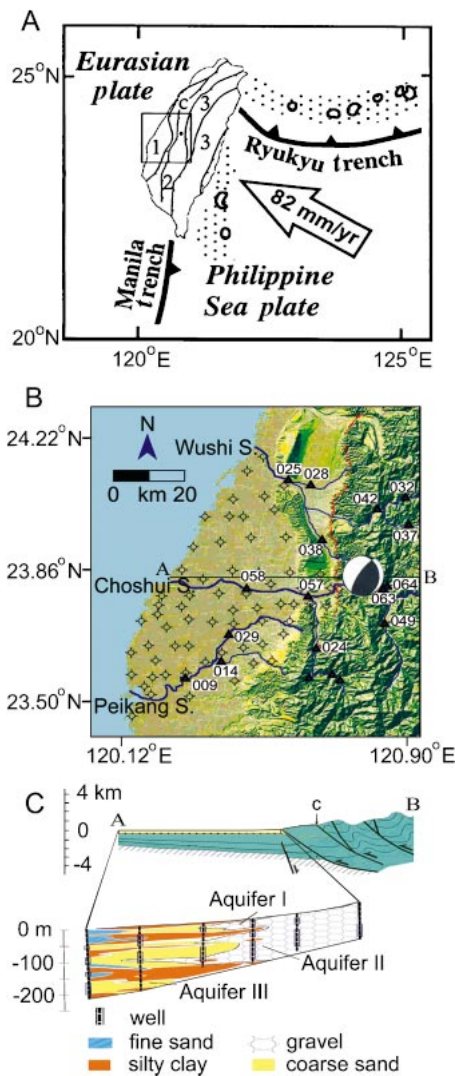 A
Eurasian
plate
25°N
c
3
3
1
2
Ryukyu trench
82 mm/yr
Manila
trench
Philippine
Sea plate
20°N
120°E
125°E
B
N
24.22°N
Wushi S.
025
028
032
042
0 km 20
037
038
A
23.86°N
B
058
Choshui S.
057
064
063
049
029
024
014
009
23.50°N
Peikang S.
120.12°E
120.90°E
C
4 km
A
c
B
0
-4
Aquifer I
0 m
-100
Aquifer II
-200
Aquifer III
well
fine sand
gravel
silty clay
coarse sand